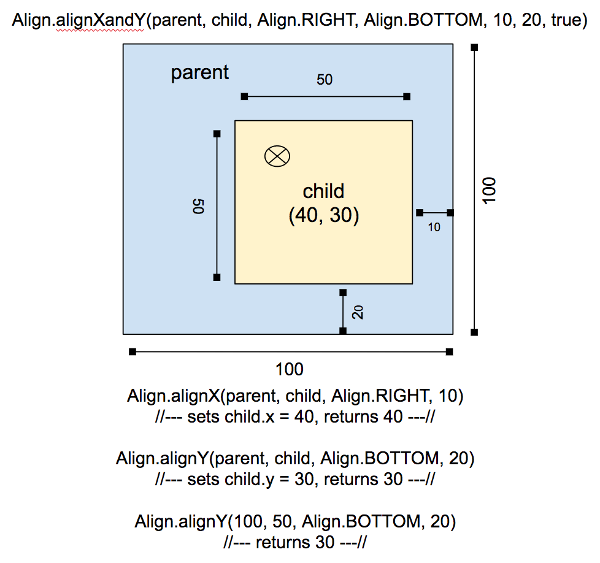 Align.alignXandY(parent, child, Align.RIGHT, Align.BOTTOM, 10, 20, true)
parent
50
50
child
(40, 30)
100
10
20
100
Align.alignX(parent, child, Align.RIGHT, 10)
//--- sets child.x = 40, returns 40 ---//
Align.alignY(parent, child, Align.BOTTOM, 20)
//--- sets child.y = 30, returns 30 ---//
Align.alignY(100, 50, Align.BOTTOM, 20)
//--- returns 30 ---//